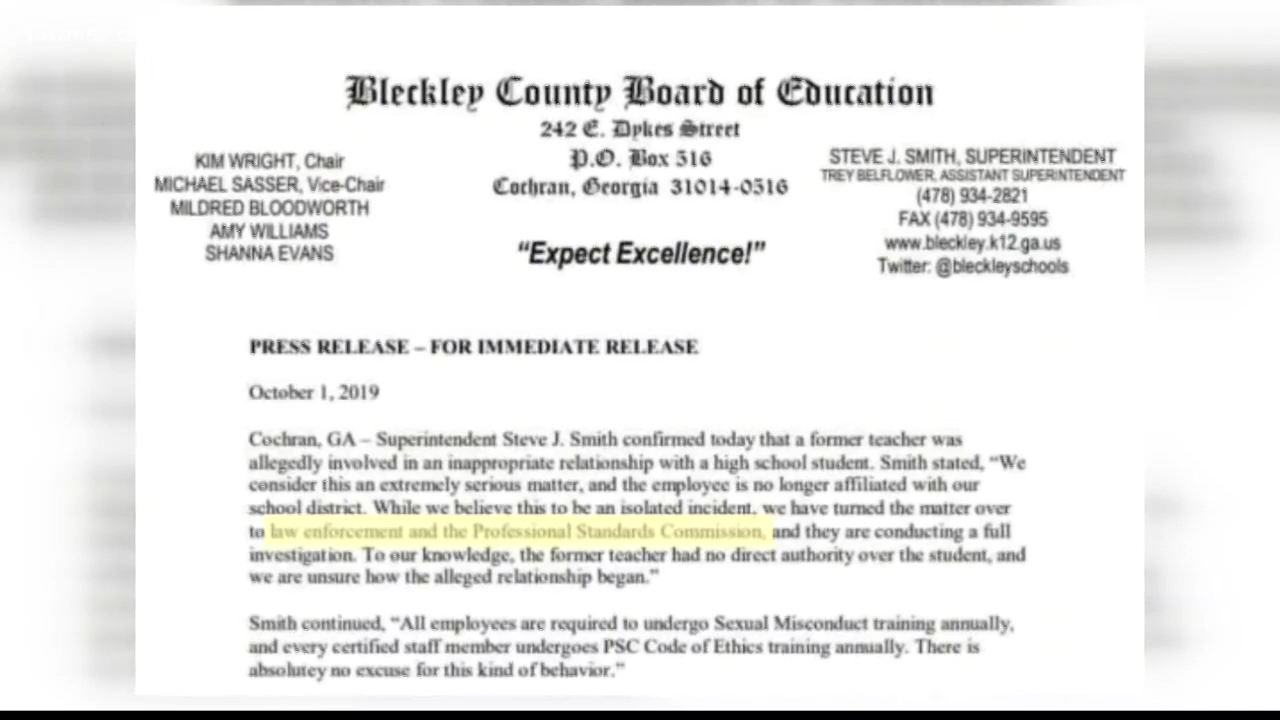 Bleckley County Board of Education
242 E. Dykes Street
P.O. Box 516
Cochran, Georgia 31014-0516
"Expect Excellence!"
KIM WRIGHT, Chair
MICHAEL SASSER, Vice-Chair
MILDRED BLOODWORTH
AMY WILLIAMS
SHANNA EVANS
STEVE J. SMITH, SUPERINTENDENT
TREY BELFLOWER, ASSISTANT SUPERINTENDENT
(478) 934-2821
FAX (478) 934-9595
www.bleckley.k12.ga.us
Twitter: @bleckleyschools
PRESS RELEASE – FOR IMMEDIATE RELEASE
October 1, 2019
Cochran, GA – Superintendent Steve J. Smith confirmed today that a former teacher was
allegedly involved in an inappropriate relationship with a high school student. Smith stated, "We
consider this an extremely serious matter, and the employee is no longer affiliated with our
school district. While we believe this to be an isolated incident, we have turned the matter over
to law enforcement and the Professional Standards Commission, and they are conducting a full
investigation. To our knowledge, the former teacher had no direct authority over the student, and
we are unsure how the alleged relationship began."
Smith continued, "All employees are required to undergo Sexual Misconduct training annually,
and every certified staff member undergoes PSC Code of Ethics training annually. There is
absolutey no excuse for this kind of behavior."